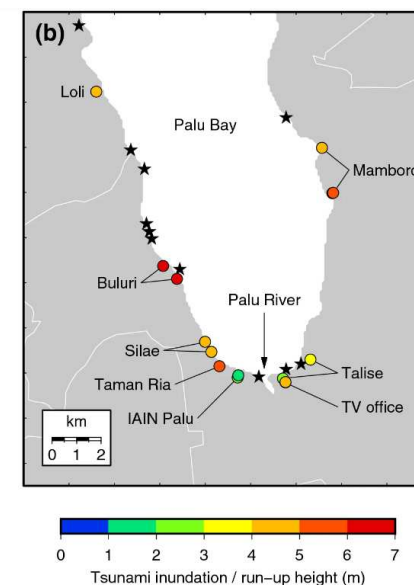 (b)
Loli
Palu Bay
Mamboro
Buluri
Palu River
Silae
Taman Ria
Talise
IAIN Palu
TV office
km
0 1 2
0 1 2 3 4 5 6 7
Tsunami inundation / run-up height (m)